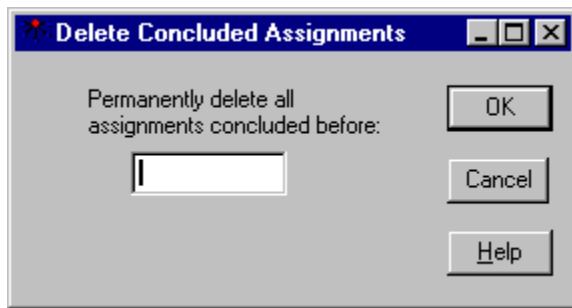 Delete Concluded Assignments
Permanently delete all
assignments concluded before:
OK
Cancel
Help